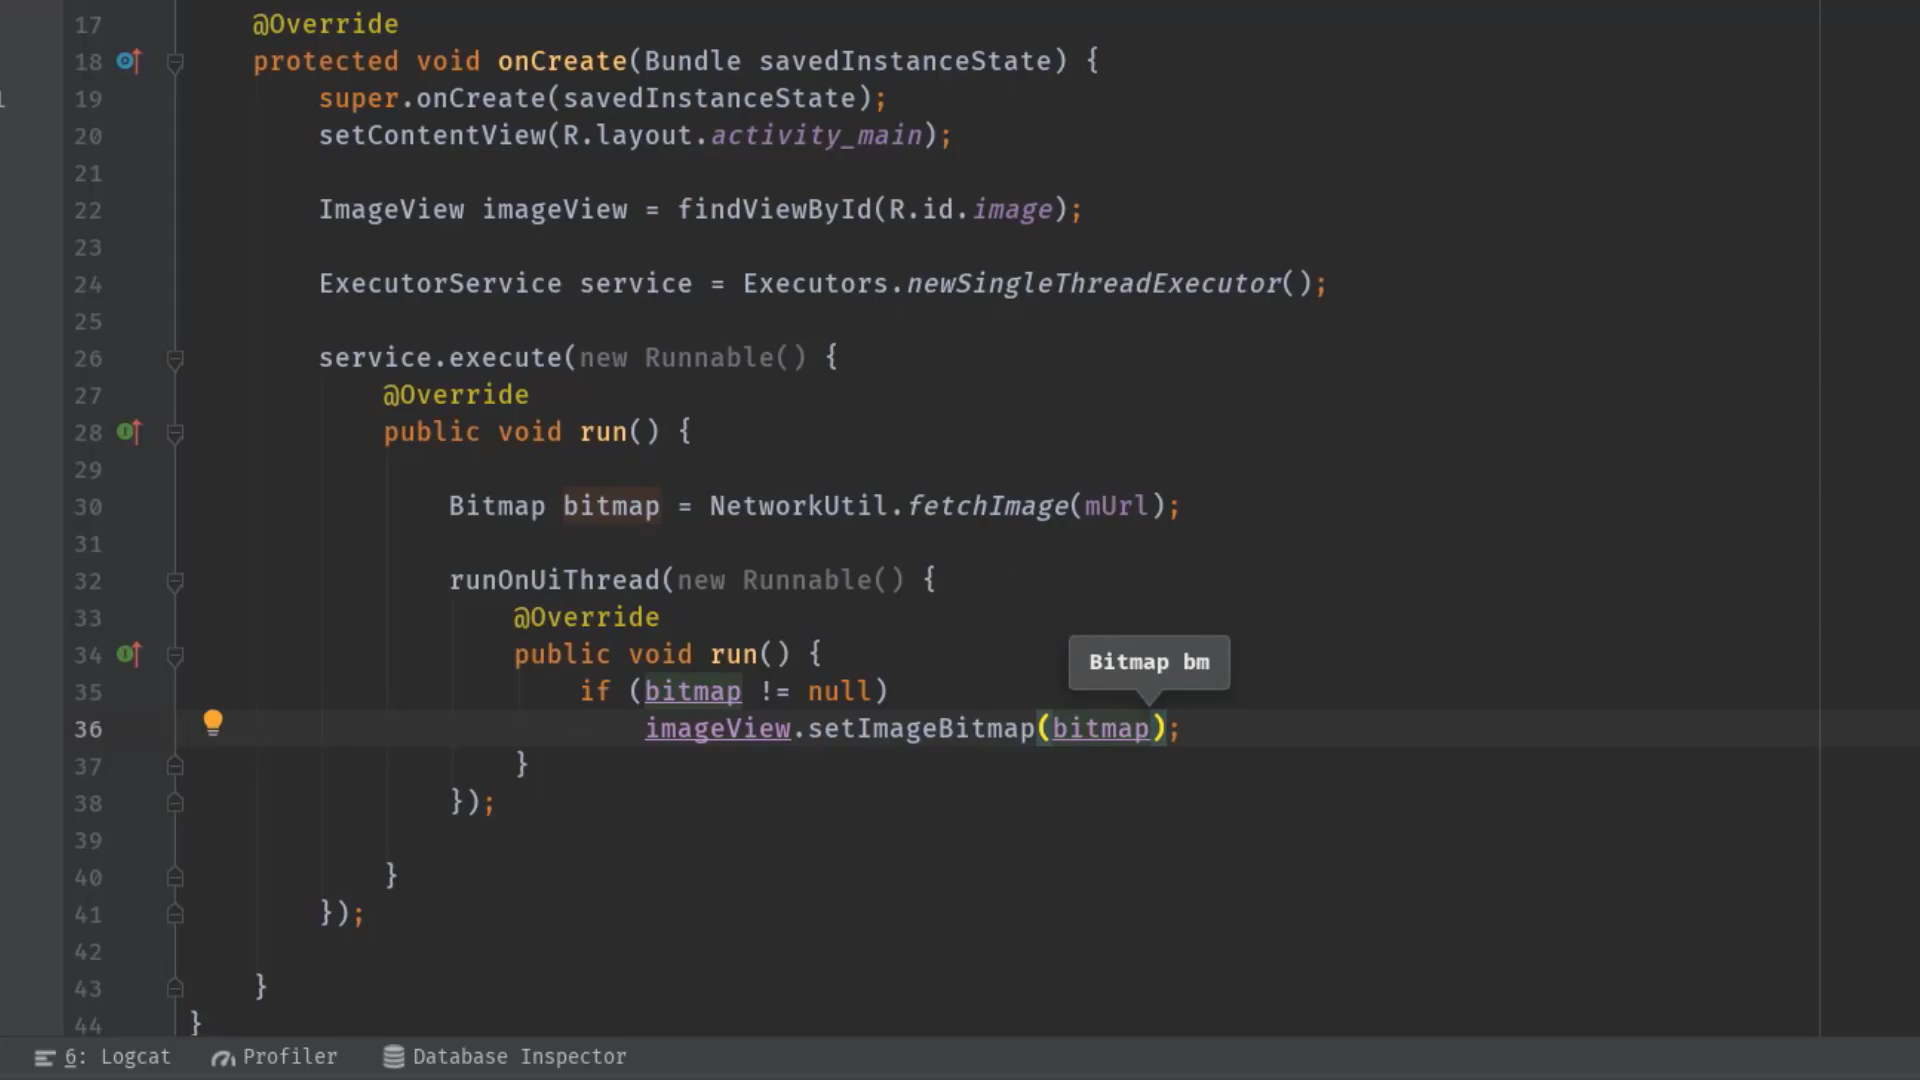 17 @Override
18 protected void onCreate(Bundle savedInstanceState) {
19 super.onCreate(savedInstanceState);
20 setContentView(R.layout.activity_main);
21
22 ImageView imageView = findViewById(R.id.image);
23
24 ExecutorService service = Executors.newSingleThreadExecutor();
25
26 service.execute(new Runnable() {
27 @Override
28 public void run() {
29
30 Bitmap bitmap = NetworkUtil.fetchImage(mUrl);
31
32 runOnUiThread(new Runnable() {
33 @Override
34 public void run() {
Bitmap bm
35 if (bitmap != null)
36 imageView.setImageBitmap(bitmap);
37 }
38 });
39
40 }
41 });
42
43 }
44 }
6: Logcat Profiler Database Inspector